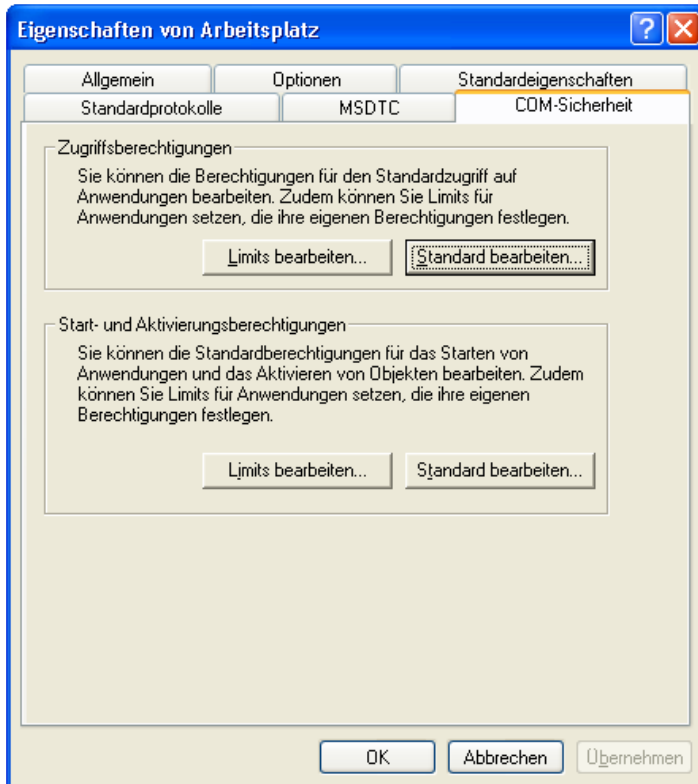 Eigenschaften von Arbeitsplatz
Allgemein
Optionen
Standardeigenschaften
Standardprotokolle
MSDTC
COM-Sicherheit
Zugriffsberechtigungen
Sie können die Berechtigungen für den Standardzugriff auf
Anwendungen bearbeiten. Zudem können Sie Limits für
Anwendungen setzen, die ihre eigenen Berechtigungen festlegen.
Limits bearbeiten...
Standard bearbeiten...
Start- und Aktivierungsberechtigungen
Sie können die Standardberechtigungen für das Starten von
Anwendungen und das Aktivieren von Objekten bearbeiten. Zudem
können Sie Limits für Anwendungen setzen, die ihre eigenen
Berechtigungen festlegen.
Limits bearbeiten...
Standard bearbeiten...
OK
Abbrechen
Übernehmen